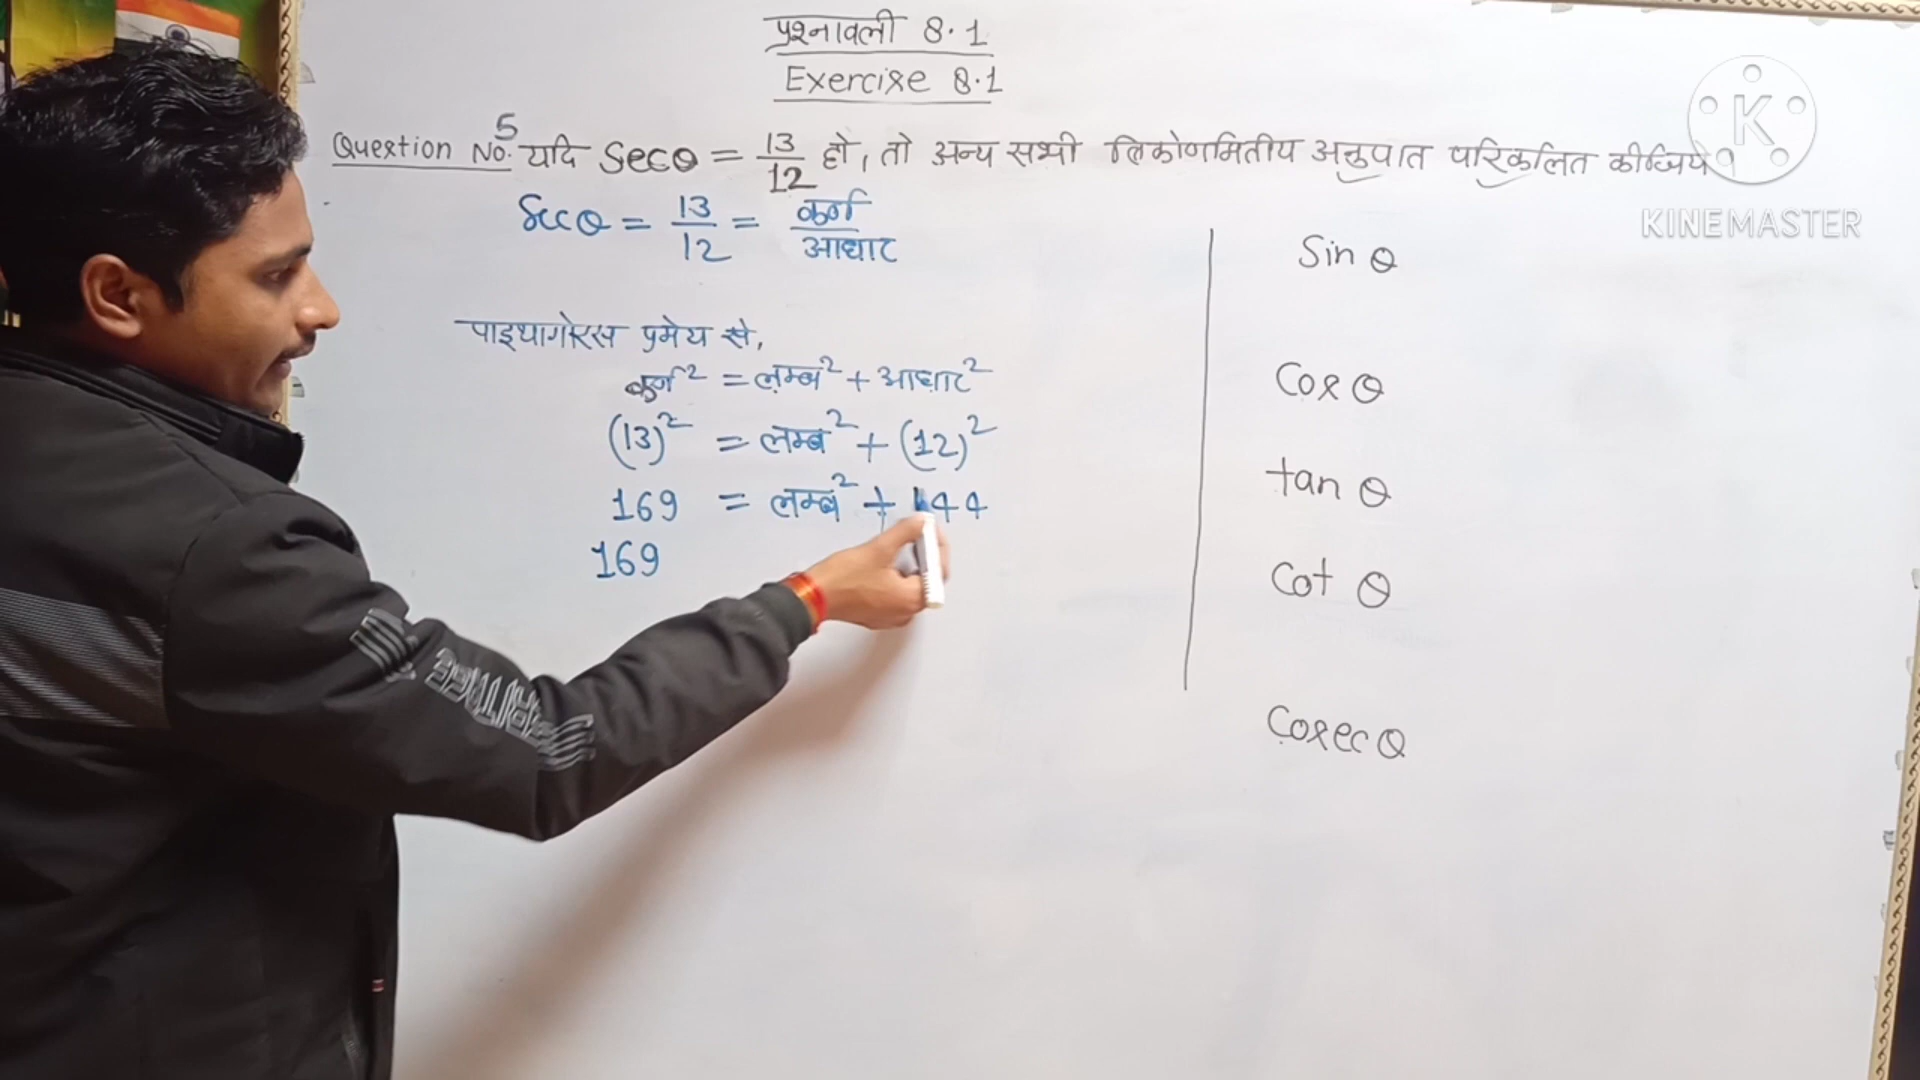 प्रश्नावली 8.1
Exercise 8.1
Question No. 5 यदि Secθ = 13/12 हो, तो अन्य सभी त्रिकोणमितीय अनुपात परिकलित कीजिये।
Secθ = 13/12 = कर्ण/आधार
पाइथागोरस प्रमेय से,
कर्ण² = लम्ब² + आधार²
(13)² = लम्ब² + (12)²
169 = लम्ब² + 144
169
Sin θ
Cos θ
tan θ
Cot θ
Cosec θ
K
KINEMASTER